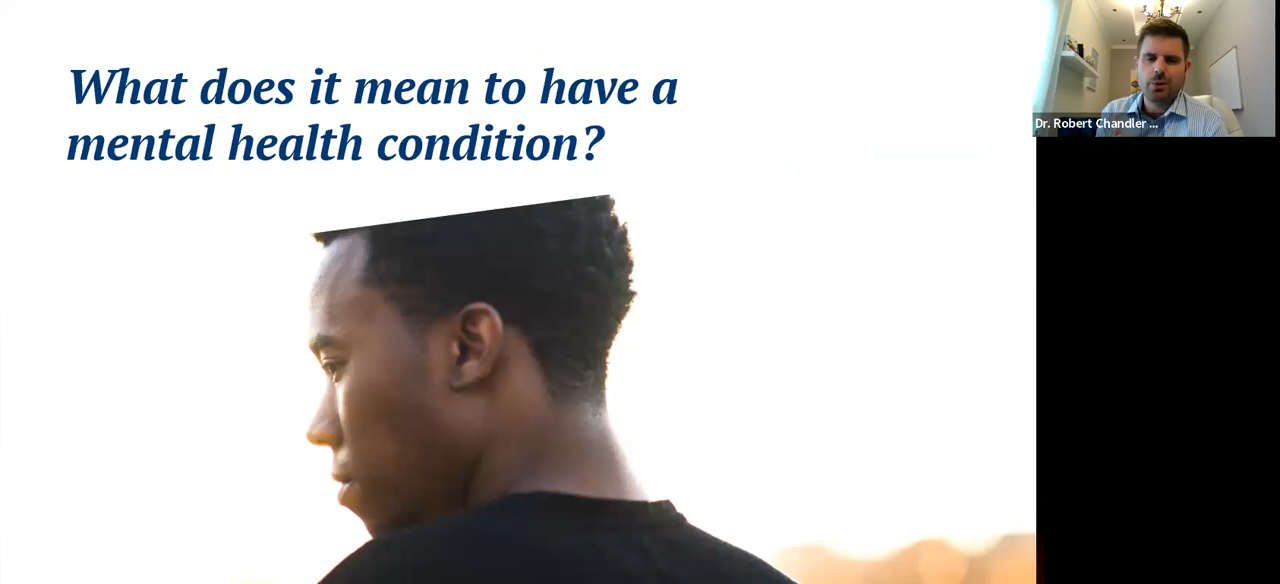 What does it mean to have a
mental health condition?
Dr. Robert Chandler ...